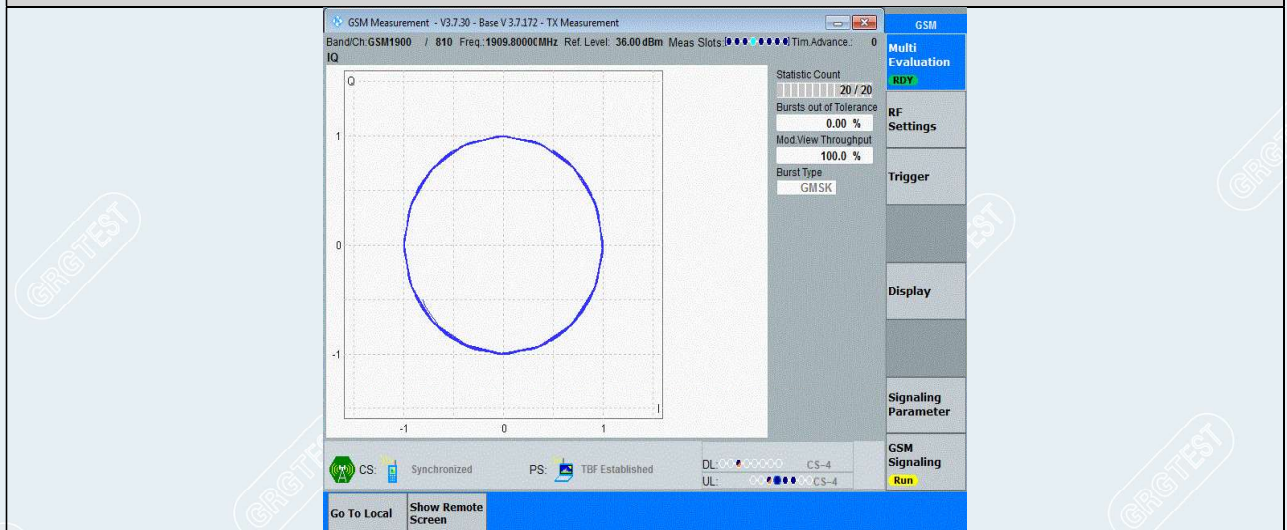 GSM Measurement - V3.7.30 - Base V 3.7.172 - TX Measurement
GSM
Band/Ch:GSM1900 / 810 Freq.:1909.80000MHz Ref. Level: 36.00 dBm Meas Slots: Tim.Advance.: 0
IQ
Multi
Evaluation
RDY
Q
Statistic Count
20 / 20
Bursts out of Tolerance
0.00 %
Mod.View Throughput
100.0 %
Burst Type
GMSK
RF
Settings
Trigger
Display
Signaling
Parameter
GSM
Signaling
Run
1
0
-1
I
-1 0 1
CS: Synchronized PS: TBF Established DL: CS-4
UL: CS-4
Go To Local
Show Remote
Screen
GRGTEST
GRGTEST
GRGTEST